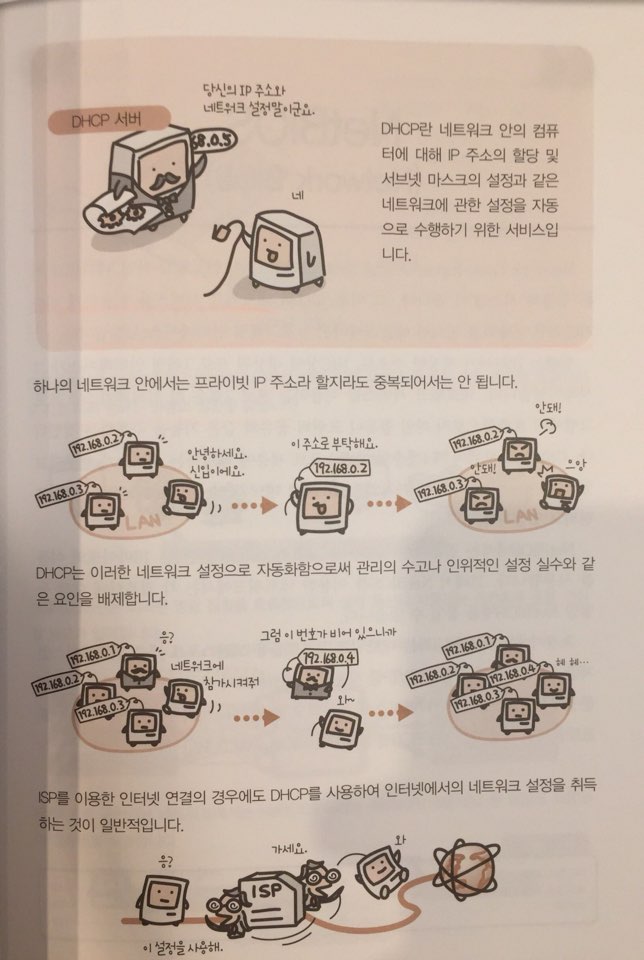 당신의 IP 주소와
네트워크 설정말이군요.
DHCP 서버
68.0.5
네
DHCP란 네트워크 안의 컴퓨
터에 대해 IP 주소의 할당 및
서브넷 마스크의 설정과 같은
네트워크에 관한 설정을 자동
으로 수행하기 위한 서비스입
니다.
하나의 네트워크 안에서는 프라이빗 IP 주소라 할지라도 중복되어서는 안 됩니다.
192.168.0.2
192.168.0.3
LAN
안녕하세요.
신입이에요.
이 주소로 부탁해요.
192.168.0.2
안돼!
192.168.0.2
안돼!
192.168.0.3
으앙
LAN
DHCP는 이러한 네트워크 설정으로 자동화함으로써 관리의 수고나 인위적인 설정 실수와 같
은 요인을 배제합니다.
응?
192.168.0.1
192.168.0.2
192.168.0.3
네트워크에
참가시켜줘
그럼 이 번호가 비어 있으니까
192.168.0.4
와~
192.168.0.1
192.168.0.2
192.168.0.4
192.168.0.3
헤 헤…
ISP를 이용한 인터넷 연결의 경우에도 DHCP를 사용하여 인터넷에서의 네트워크 설정을 취득
하는 것이 일반적입니다.
응?
가세요.
와
ISP
이 설정을 사용해.